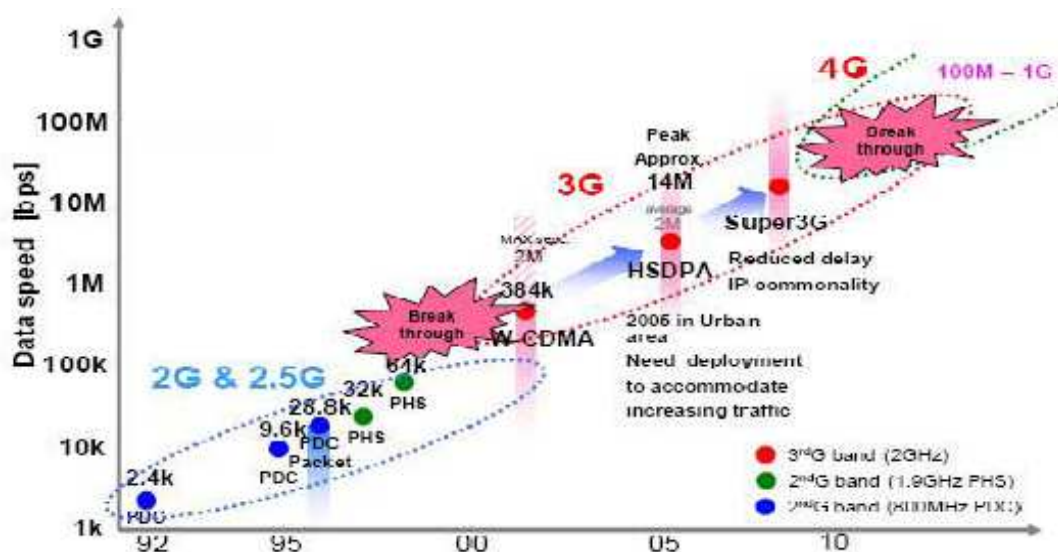 1G
100M
10M
1M
100k
10k
1k
Data speed [bps]
92
95
00
05
10
2G & 2.5G
2.4k
PDC
9.6k
PDC
28.8k
PDC
Packet
32k
PHS
64k
PHS
Break
through
3G
2M
384k
W-CDMA
Peak
Approx.
14M
average
2M
HSDPA
2006 in Urban
area
Need deployment
to accommodate
increasing traffic
Super3G
Reduced delay
IP commonality
4G
100M – 1G
Break
through
3rdG band (2GHz)
2ndG band (1.9GHz PHS)
2ndG band (800MHz PDC)